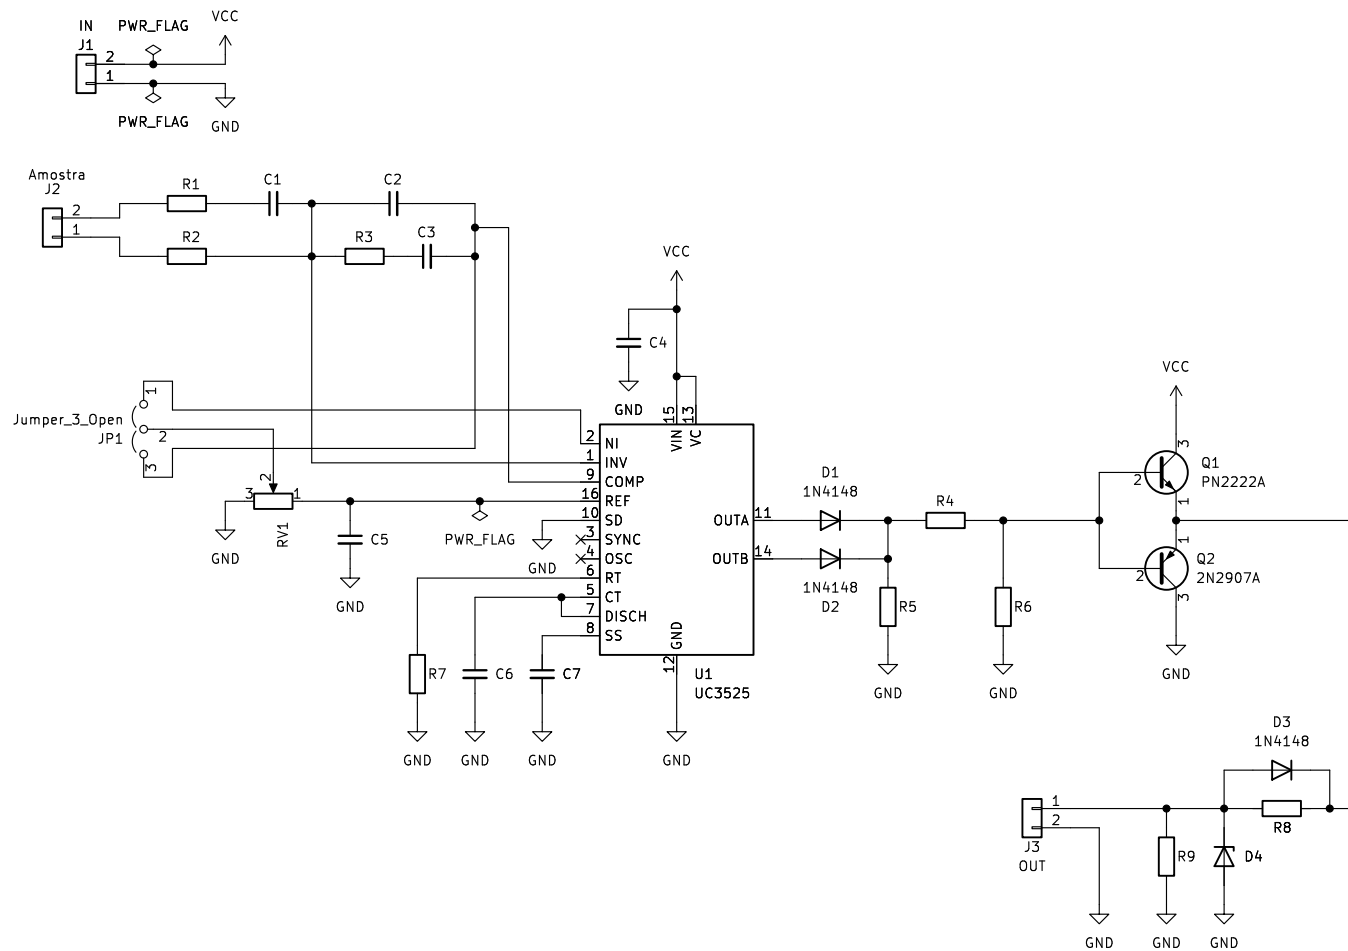 IN
J1
PWR_FLAG
VCC
2
1
PWR_FLAG
GND
Amostra
J2
2
1
R1
C1
C2
R2
R3
C3
VCC
C4
GND
Jumper_3_Open
JP1
1
2
3
3
2
1
RV1
GND
C5
GND
PWR_FLAG
GND
2 NI
1 INV
9 COMP
16 REF
10 SD
3 SYNC
4 OSC
6 RT
5 CT
7 DISCH
8 SS
15 VIN
13 VC
OUTA 11
OUTB 14
GND 12
U1
UC3525
GND
R7
GND
C6
GND
C7
GND
D1
1N4148
1N4148
D2
R4
R5
GND
R6
GND
VCC
3
Q1
PN2222A
2
1
1
Q2
2N2907A
2
3
GND
D3
1N4148
R8
1
2
J3
OUT
GND
R9
GND
D4
GND